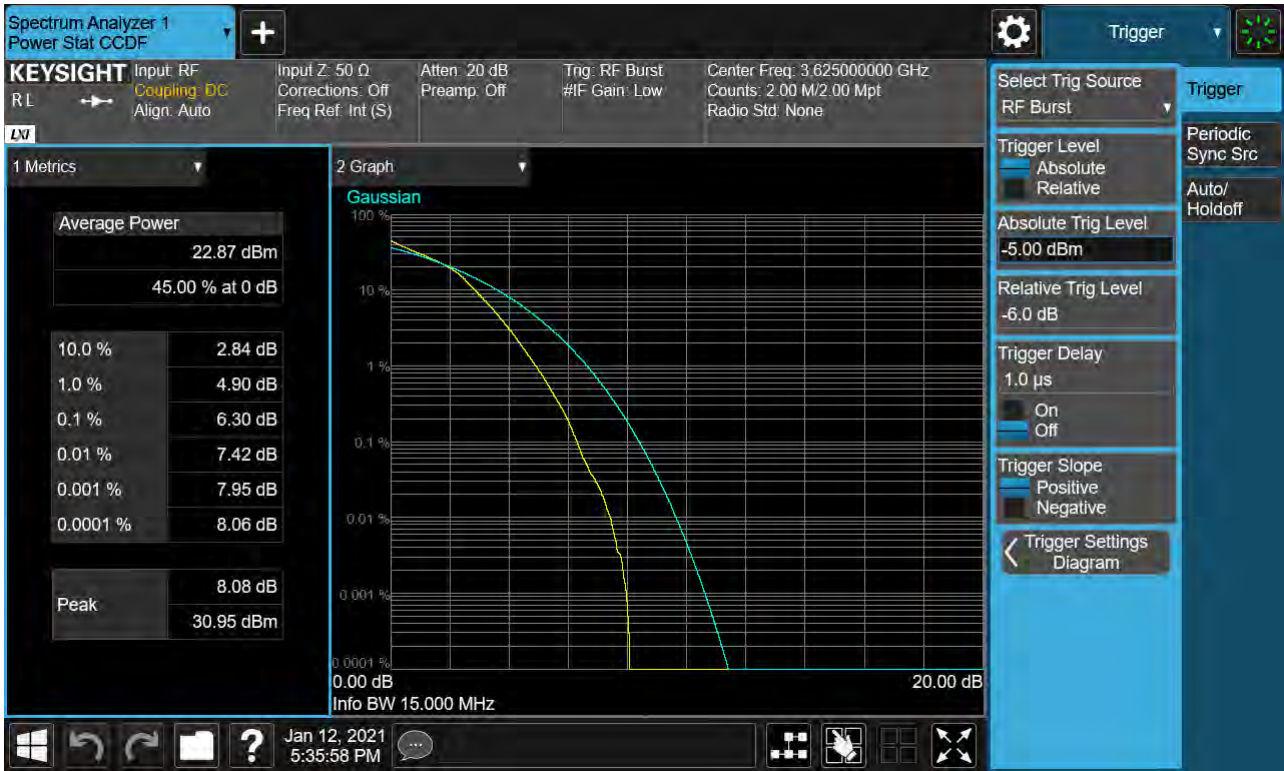 Spectrum Analyzer 1
Power Stat CCDF
+
Trigger
KEYSIGHT
RL
LXI
Input: RF
Coupling: DC
Align: Auto
Input Z: 50 Ω
Corrections: Off
Freq Ref: Int (S)
Atten: 20 dB
Preamp: Off
Trig: RF Burst
#IF Gain: Low
Center Freq: 3.625000000 GHz
Counts: 2.00 M/2.00 Mpt
Radio Std: None
1 Metrics
Average Power
22.87 dBm
45.00 % at 0 dB
10.0 % 2.84 dB
1.0 % 4.90 dB
0.1 % 6.30 dB
0.01 % 7.42 dB
0.001 % 7.95 dB
0.0001 % 8.06 dB
Peak
8.08 dB
30.95 dBm
2 Graph
Gaussian
100 %
10 %
1 %
0.1 %
0.01 %
0.001 %
0.0001 %
0.00 dB
20.00 dB
Info BW 15.000 MHz
Select Trig Source
RF Burst
Trigger Level
Absolute
Relative
Absolute Trig Level
-5.00 dBm
Relative Trig Level
-6.0 dB
Trigger Delay
1.0 µs
On
Off
Trigger Slope
Positive
Negative
Trigger Settings
Diagram
Trigger
Periodic
Sync Src
Auto/
Holdoff
?
Jan 12, 2021
5:35:58 PM